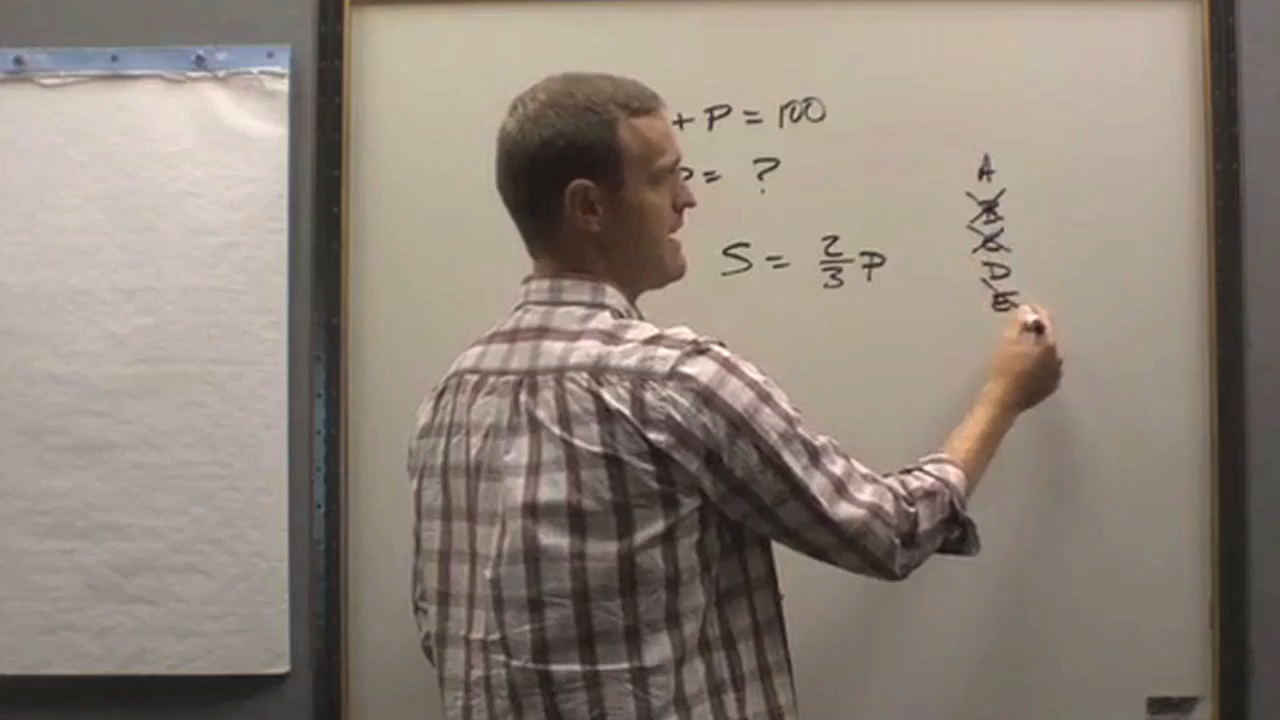 + P = 100
= ?
S = 2/3 P
A
B
C
D
E